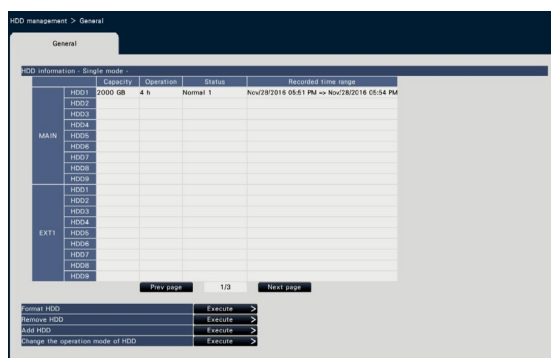 HDD management > General
General
HDD information - Single mode -
Capacity Operation Status Recorded time range
MAIN
HDD1 2000 GB 4 h Normal 1 Nov/28/2016 05:51 PM => Nov/28/2016 05:54 PM
HDD2
HDD3
HDD4
HDD5
HDD6
HDD7
HDD8
HDD9
EXT1
HDD1
HDD2
HDD3
HDD4
HDD5
HDD6
HDD7
HDD8
HDD9
Prev page 1/3 Next page
Format HDD Execute >
Remove HDD Execute >
Add HDD Execute >
Change the operation mode of HDD Execute >